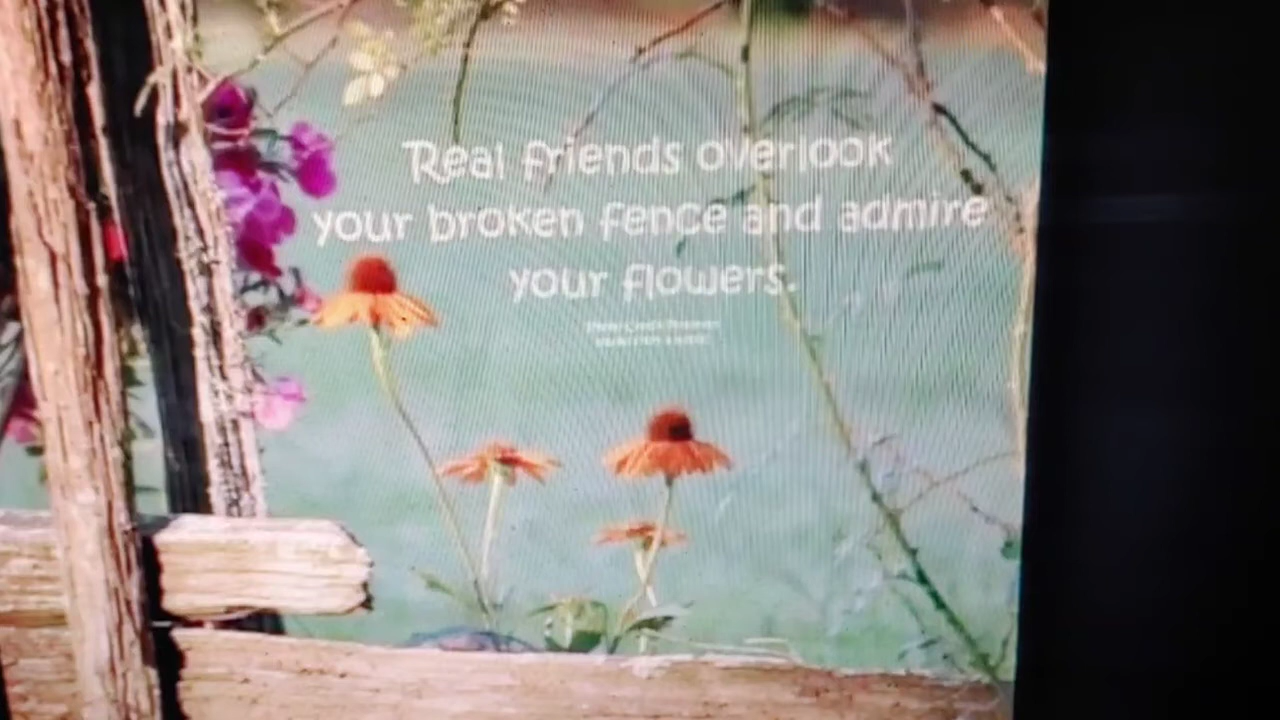 Real friends overlook
your broken fence and admire
your flowers.